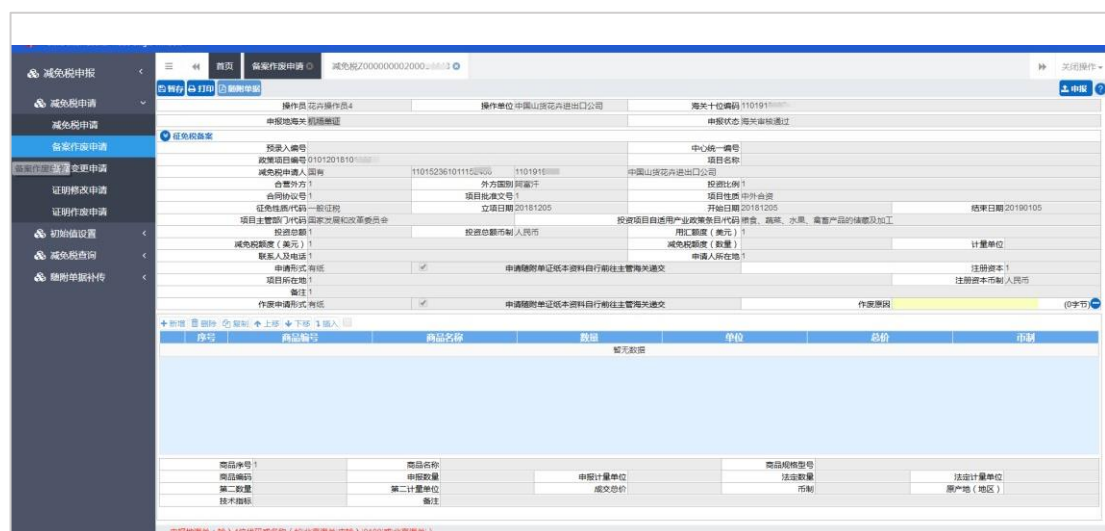 减免税申报
首页 备案作废申请 减免税Z000000002000 关闭操作
暂存 打印 随附单据 申报
减免税申请
减免税申请
备案作废申请
变更申请
证明修改申请
证明作废申请
初始值设置
减免税查询
随附单据补传
操作员 花卉操作员4 操作单位 中国山货花卉进出口公司 海关十位编码 110191
申报地海关 机场单证 申报状态 海关审核通过
征免税备案
预录入编号 中心统一编号
政策项目编号 0101201810 项目名称
减免税申请人 国有 1101919 中国山货花卉进出口公司
合营外方 1 外方国别 阿富汗 投资比例 1
合同协议号 1 项目批准文号 1 项目性质 中外合资
征免性质/代码 一般征税 立项日期 20181205 开始日期 20181205 结束日期 20190105
项目主管部门/代码 国家发展和改革委员会 投资项目自适用产业政策条目/代码 粮食、蔬菜、水果、禽畜产品的储藏及加工
投资总额 1 投资总额币制 人民币 用汇额度（美元） 1
减免税额度（美元） 1 减免税额度（数量） 计量单位
联系人及电话 1 申请人所在地 1
申请形式 有纸 申请随附单证纸本资料自行前往主管海关递交 注册资本 1
项目所在地 1 注册资本币制 人民币
备注 1
作废申请形式 有纸 申请随附单证纸本资料自行前往主管海关递交 作废原因 (0字节)
新增 删除 复制 上移 下移 插入
序号 商品编号 商品名称 数量 单位 总价 币制
暂无数据
商品序号 1 商品名称 商品规格型号
商品编码 申报数量 申报计量单位 法定数量 法定计量单位
第二数量 第二计量单位 成交总价 币制 原产地（地区）
技术指标 备注